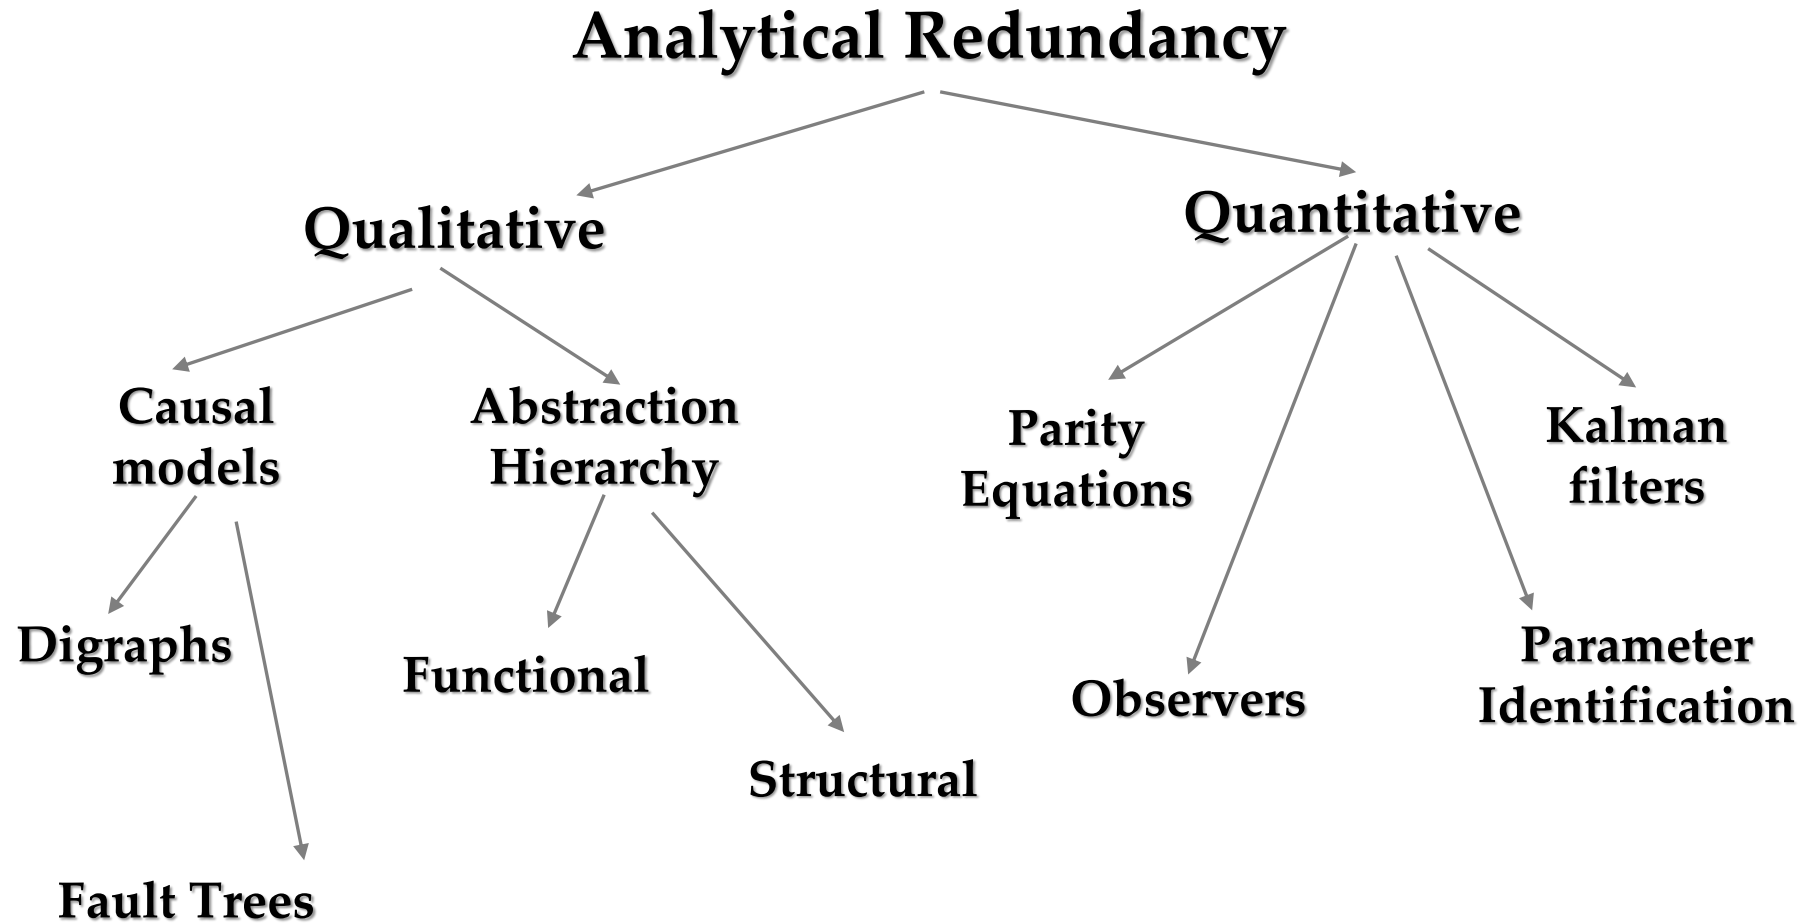 Analytical Redundancy
Qualitative
Quantitative
Causal
models
Abstraction
Hierarchy
Parity
Equations
Kalman
filters
Digraphs
Functional
Observers
Parameter
Identification
Structural
Fault Trees